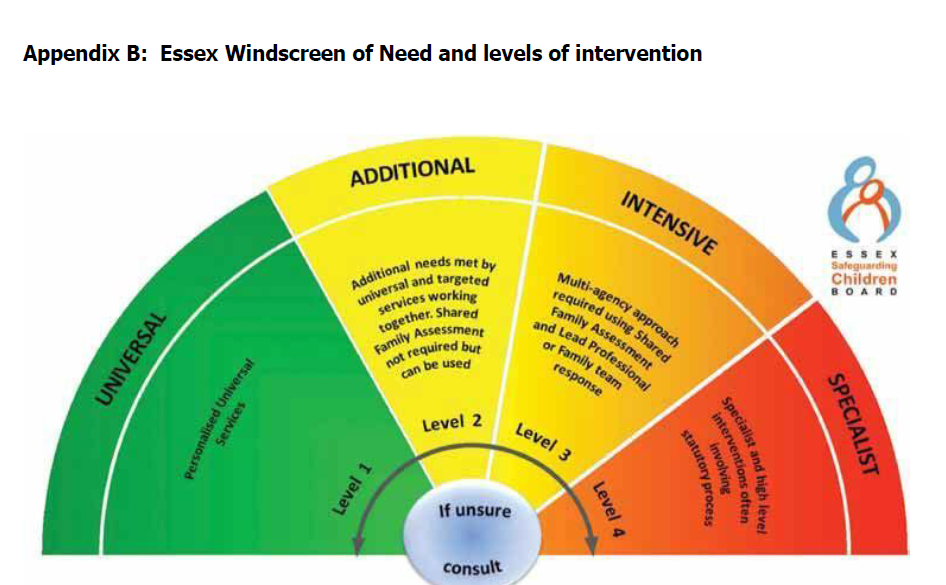 Appendix B:  Essex Windscreen of Need and levels of intervention
UNIVERSAL
Personalised Universal
Services
Level 1
ADDITIONAL
Additional needs met by
universal and targeted
services working
together. Shared
Family Assessment
not required but
can be used
Level 2
INTENSIVE
Multi-agency approach
required using Shared
Family Assessment
and Lead Professional
or Family team
response
Level 3
SPECIALIST
Specialist and high level
interventions often
involving
statutory process
Level 4
If unsure
consult
ESSEX
Safeguarding
Children
BOARD